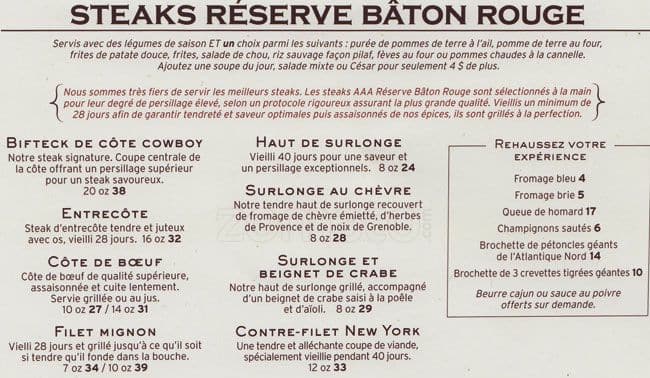 STEAKS RÉSERVE BÂTON ROUGE
Servis avec des légumes de saison ET un choix parmi les suivants : purée de pommes de terre à l'ail, pomme de terre au four,
frites de patate douce, frites, salade de chou, riz sauvage façon pilaf, fèves au four ou pommes chaudes à la cannelle.
Ajoutez une soupe du jour, salade mixte ou César pour seulement 4 $ de plus.
Nous sommes très fiers de servir les meilleurs steaks. Les steaks AAA Réserve Bâton Rouge sont sélectionnés à la main
pour leur degré de persillage élevé, selon un protocole rigoureux assurant la plus grande qualité. Vieillis un minimum de
28 jours afin de garantir tendreté et saveur optimales puis assaisonnés de nos épices, ils sont grillés à la perfection.
BIFTECK DE CÔTE COWBOY
Notre steak signature. Coupe centrale de
la côte offrant un persillage supérieur
pour un steak savoureux.
20 oz 38
ENTRECÔTE
Steak d'entrecôte tendre et juteux
avec os, vieilli 28 jours. 16 oz 32
CÔTE DE BŒUF
Côte de bœuf de qualité supérieure,
assaisonnée et cuite lentement.
Servie grillée ou au jus.
10 oz 27 / 14 oz 31
FILET MIGNON
Vielli 28 jours et grillé jusqu'à ce qu'il soit
si tendre qu'il fonde dans la bouche.
7 oz 34 / 10 oz 39
HAUT DE SURLONGE
Vieilli 40 jours pour une saveur et
un persillage exceptionnels. 8 oz 24
SURLONGE AU CHÈVRE
Notre tendre haut de surlonge recouvert
de fromage de chèvre émietté, d'herbes
de Provence et de noix de Grenoble.
8 oz 28
SURLONGE ET
BEIGNET DE CRABE
Notre haut de surlonge grillé, accompagné
d'un beignet de crabe saisi à la poêle
et d'aïoli. 8 oz 29
CONTRE-FILET NEW YORK
Une tendre et alléchante coupe de viande,
spécialement vieillie pendant 40 jours.
12 oz 33
REHAUSSEZ VOTRE
EXPÉRIENCE
Fromage bleu 4
Fromage brie 5
Queue de homard 17
Champignons sautés 6
Brochette de pétoncles géants
de l'Atlantique Nord 14
Brochette de 3 crevettes tigrées géantes 10
Beurre cajun ou sauce au poivre
offerts sur demande.